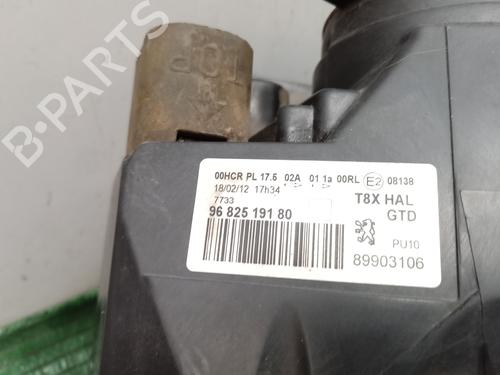 TOP
00HCR PL 17.5 02A 01 1a 00RL E2 08138
18/02/12 17h34
7733
96 825 191 80
T8X HAL
GTD
PU10
89903106
B-PARTS